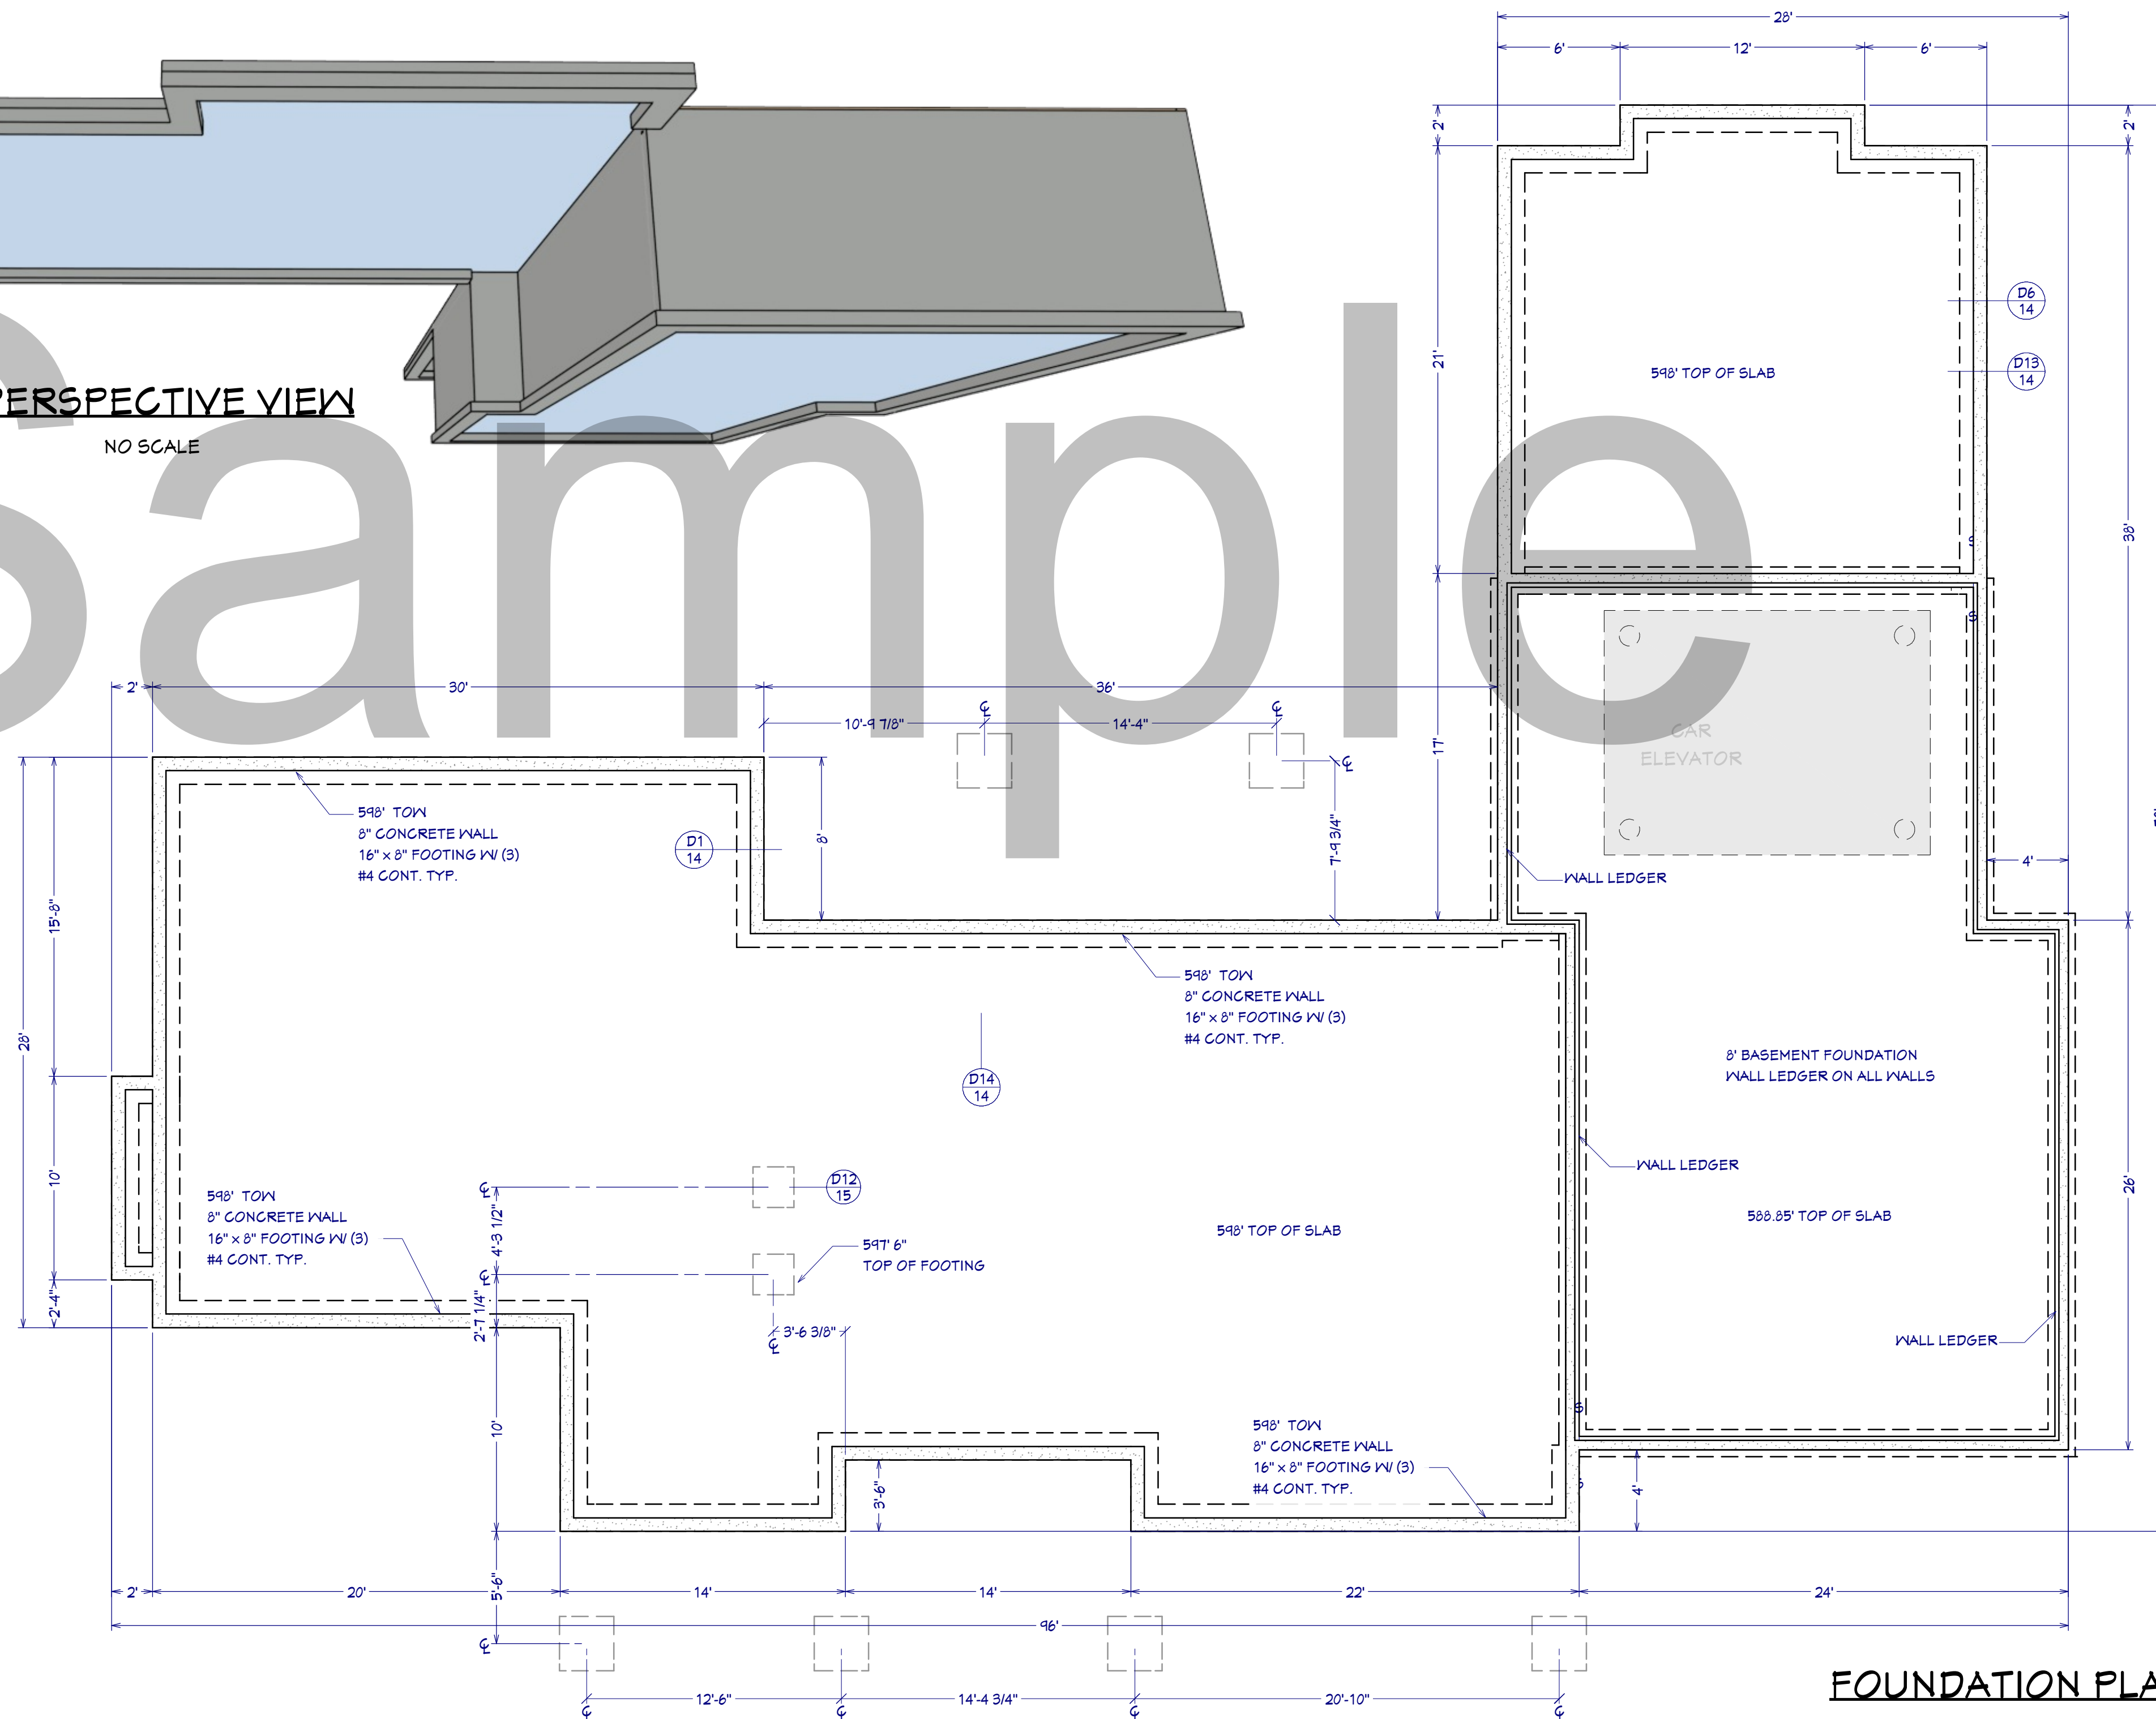 28'
6'
12'
6'
2'
2'
21'
38'
D6
14
D13
14
598' TOP OF SLAB
PERSPECTIVE VIEW
NO SCALE
Sample
2'
30'
36'
10'-9 7/8"
14'-4"
17'
7'-9 3/4"
8'
CAR
ELEVATOR
598' TOW
8" CONCRETE WALL
16" x 8" FOOTING W/ (3)
#4 CONT. TYP.
D1
14
WALL LEDGER
4'
15'-8"
28'
598' TOW
8" CONCRETE WALL
16" x 8" FOOTING W/ (3)
#4 CONT. TYP.
D14
14
8' BASEMENT FOUNDATION
WALL LEDGER ON ALL WALLS
WALL LEDGER
26'
10'
598' TOW
8" CONCRETE WALL
16" x 8" FOOTING W/ (3)
#4 CONT. TYP.
D12
15
4'-3 1/2"
597' 6"
TOP OF FOOTING
598' TOP OF SLAB
588.85' TOP OF SLAB
2'-4"
2'-7 1/4"
3'-6 3/8"
WALL LEDGER
10'
598' TOW
8" CONCRETE WALL
16" x 8" FOOTING W/ (3)
#4 CONT. TYP.
3'-6"
4'
2'
20'
5'-6"
14'
14'
22'
24'
96'
12'-6"
14'-4 3/4"
20'-10"
FOUNDATION PLA